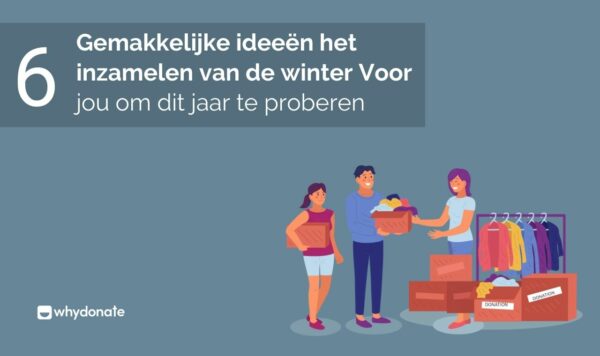 6
Gemakkelijke ideeën het
inzamelen van de winter Voor
jou om dit jaar te proberen
DONATION
DONATION
whydonate